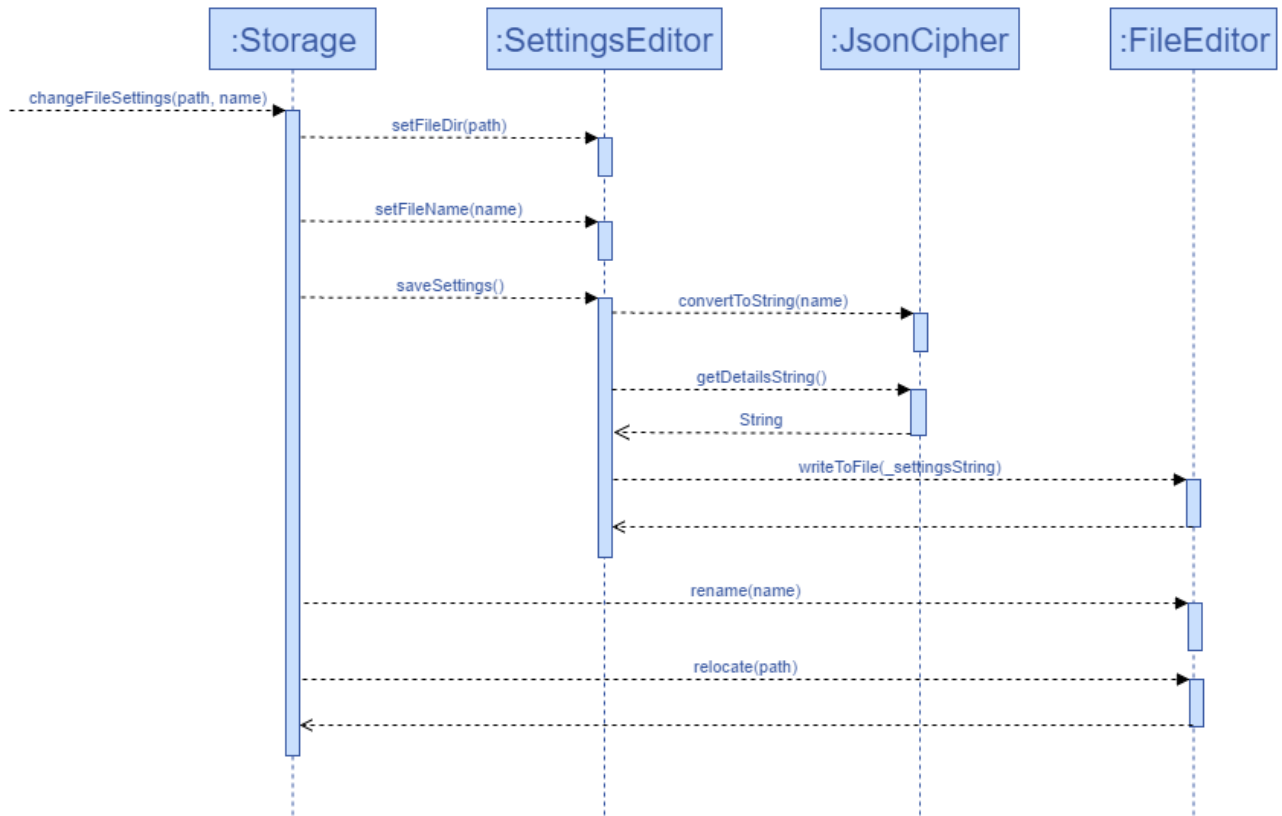 :Storage
:SettingsEditor
:JsonCipher
:FileEditor
changeFileSettings(path, name)
setFileDir(path)
setFileName(name)
saveSettings()
convertToString(name)
getDetailsString()
String
writeToFile(_settingsString)
rename(name)
relocate(path)